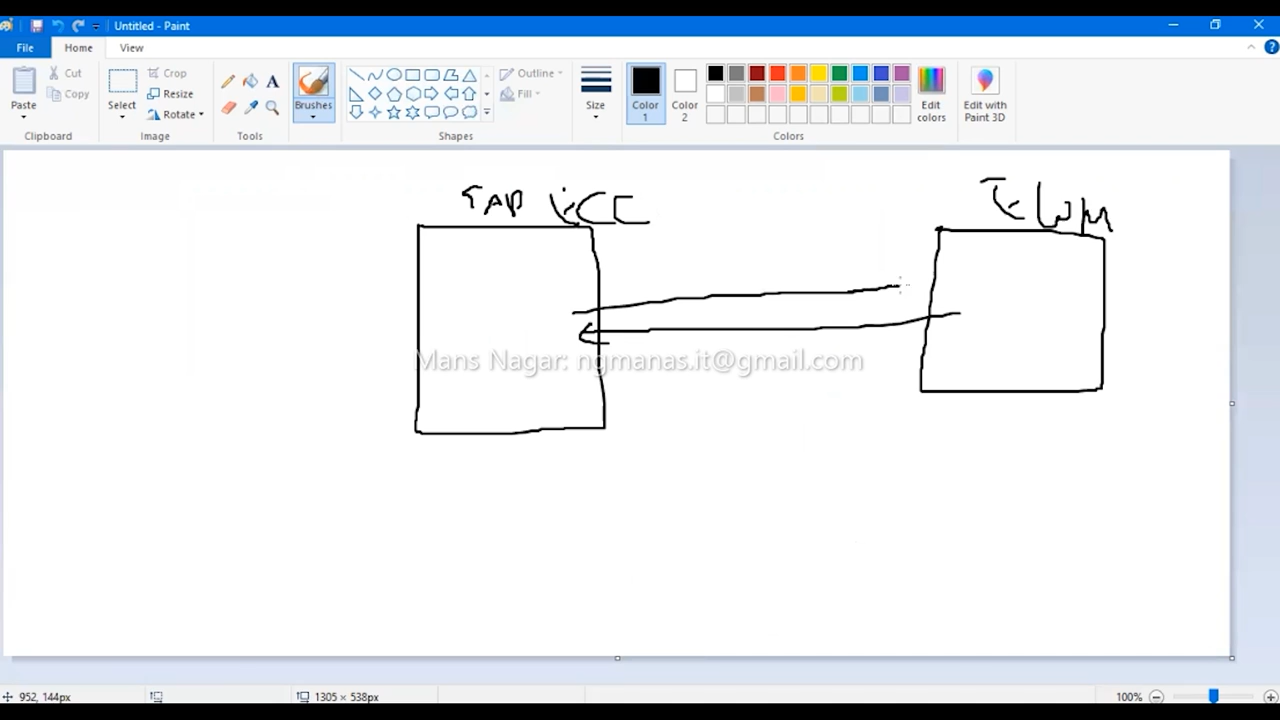 Untitled - Paint
File Home View
Paste
Cut
Copy
Clipboard
Select
Crop
Resize
Rotate
Image
Tools
Brushes
Shapes
Outline
Fill
Size
Color 1
Color 2
Colors
Edit colors
Edit with Paint 3D
SAP ECC
EWM
Mans Nagar: ngmanas.it@gmail.com
952, 144px
1305 × 538px
100%